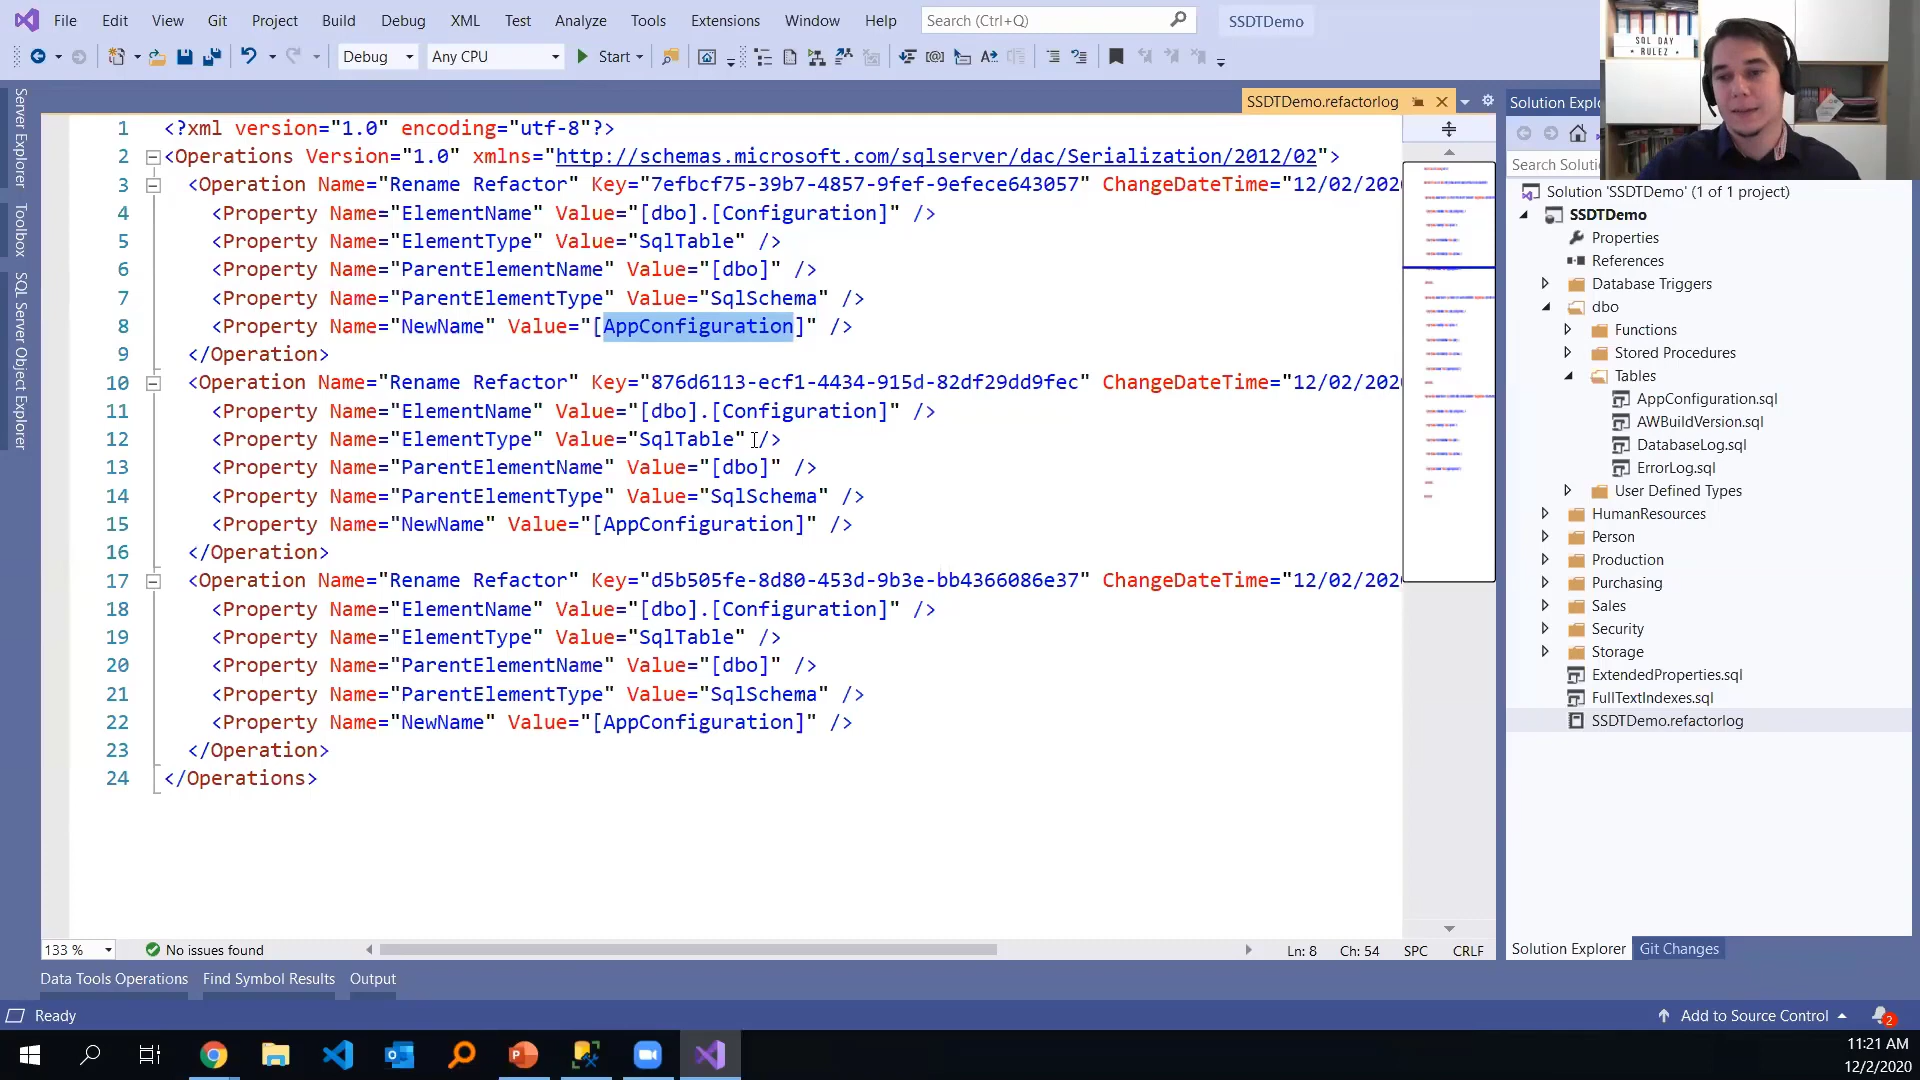 File Edit View Git Project Build Debug XML Test Analyze Tools Extensions Window Help Search (Ctrl+Q) SSDTDemo
Debug Any CPU Start
SQL DAY
RULEZ
Server Explorer
Toolbox
SQL Server Object Explorer
SSDTDemo.refactorlog
1 <?xml version="1.0" encoding="utf-8"?>
2 <Operations Version="1.0" xmlns="http://schemas.microsoft.com/sqlserver/dac/Serialization/2012/02">
3 <Operation Name="Rename Refactor" Key="7efbcf75-39b7-4857-9fef-9efece643057" ChangeDateTime="12/02/202
4 <Property Name="ElementName" Value="[dbo].[Configuration]" />
5 <Property Name="ElementType" Value="SqlTable" />
6 <Property Name="ParentElementName" Value="[dbo]" />
7 <Property Name="ParentElementType" Value="SqlSchema" />
8 <Property Name="NewName" Value="[AppConfiguration]" />
9 </Operation>
10 <Operation Name="Rename Refactor" Key="876d6113-ecf1-4434-915d-82df29dd9fec" ChangeDateTime="12/02/202
11 <Property Name="ElementName" Value="[dbo].[Configuration]" />
12 <Property Name="ElementType" Value="SqlTable" />
13 <Property Name="ParentElementName" Value="[dbo]" />
14 <Property Name="ParentElementType" Value="SqlSchema" />
15 <Property Name="NewName" Value="[AppConfiguration]" />
16 </Operation>
17 <Operation Name="Rename Refactor" Key="d5b505fe-8d80-453d-9b3e-bb4366086e37" ChangeDateTime="12/02/202
18 <Property Name="ElementName" Value="[dbo].[Configuration]" />
19 <Property Name="ElementType" Value="SqlTable" />
20 <Property Name="ParentElementName" Value="[dbo]" />
21 <Property Name="ParentElementType" Value="SqlSchema" />
22 <Property Name="NewName" Value="[AppConfiguration]" />
23 </Operation>
24 </Operations>
133 % No issues found Ln: 8 Ch: 54 SPC CRLF
Solution Explo
Search Soluti
Solution 'SSDTDemo' (1 of 1 project)
SSDTDemo
Properties
References
Database Triggers
dbo
Functions
Stored Procedures
Tables
AppConfiguration.sql
AWBuildVersion.sql
DatabaseLog.sql
ErrorLog.sql
User Defined Types
HumanResources
Person
Production
Purchasing
Sales
Security
Storage
ExtendedProperties.sql
FullTextIndexes.sql
SSDTDemo.refactorlog
Solution Explorer Git Changes
Data Tools Operations Find Symbol Results Output
Ready Add to Source Control 2
11:21 AM
12/2/2020